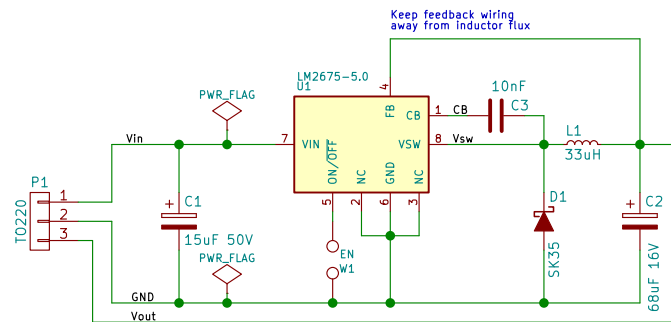 Keep feedback wiring
away from inductor flux
LM2675-5.0
U1
PWR_FLAG
10nF
C3
4
FB
CB
1
CB
Vin
7
VIN
VSW
8
Vsw
L1
33uH
ON/OFF
NC
GND
NC
5
2
6
3
P1
TO220
1
2
3
C1
15uF 50V
D1
SK35
C2
68uF 16V
EN
W1
PWR_FLAG
GND
Vout